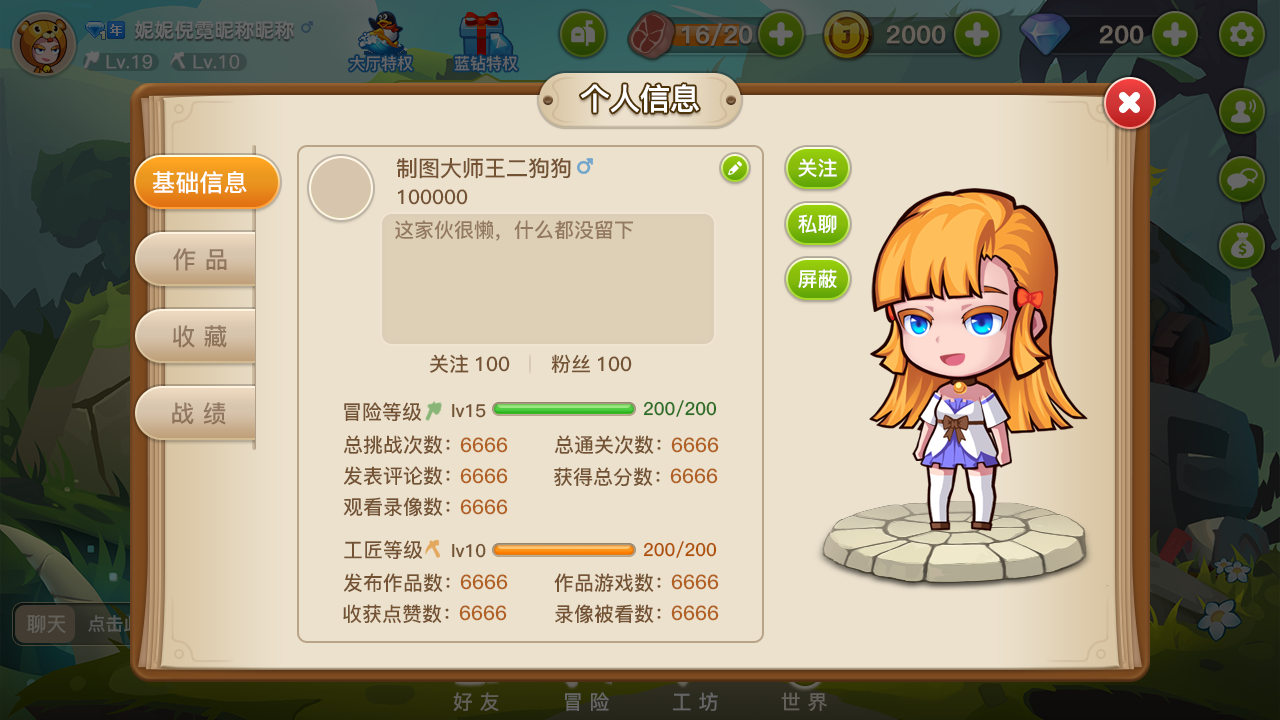 年 妮妮倪霓昵称昵称
Lv.19 Lv.10
大厅特权
蓝钻特权
16/20
2000
200
个人信息
基础信息
作品
收藏
战绩
制图大师王二狗狗
100000
这家伙很懒，什么都没留下
关注 100
粉丝 100
冒险等级 lv15 200/200
总挑战次数：6666 总通关次数：6666
发表评论数：6666 获得总分数：6666
观看录像数：6666
工匠等级 lv10 200/200
发布作品数：6666 作品游戏数：6666
收获点赞数：6666 录像被看数：6666
关注
私聊
屏蔽
聊天 点击
好友 冒险 工坊 世界